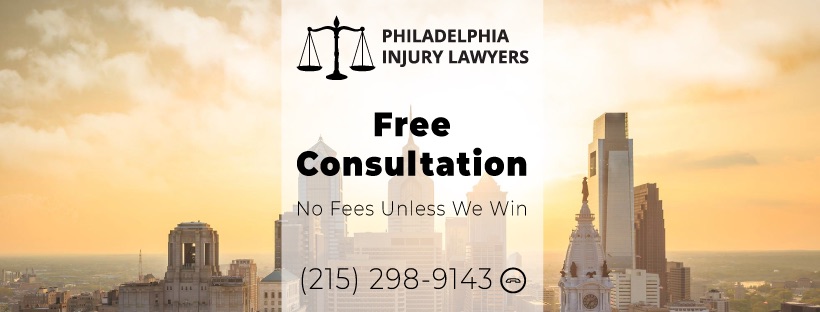 PHILADELPHIA
INJURY LAWYERS
Free
Consultation
No Fees Unless We Win
(215) 298-9143